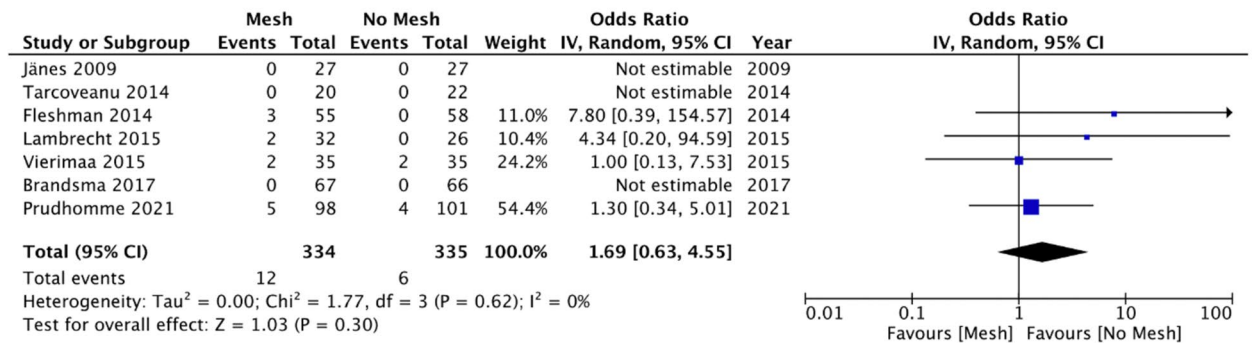 Mesh No Mesh Odds Ratio Odds Ratio
Study or Subgroup Events Total Events Total Weight IV, Random, 95% CI Year IV, Random, 95% CI
Jänes 2009 0 27 0 27 Not estimable 2009
Tarcoveanu 2014 0 20 0 22 Not estimable 2014
Fleshman 2014 3 55 0 58 11.0% 7.80 [0.39, 154.57] 2014
Lambrecht 2015 2 32 0 26 10.4% 4.34 [0.20, 94.59] 2015
Vierimaa 2015 2 35 2 35 24.2% 1.00 [0.13, 7.53] 2015
Brandsma 2017 0 67 0 66 Not estimable 2017
Prudhomme 2021 5 98 4 101 54.4% 1.30 [0.34, 5.01] 2021
Total (95% CI) 334 335 100.0% 1.69 [0.63, 4.55]
Total events 12 6
Heterogeneity: Tau² = 0.00; Chi² = 1.77, df = 3 (P = 0.62); I² = 0%
Test for overall effect: Z = 1.03 (P = 0.30)
0.01 0.1 1 10 100
Favours [Mesh] Favours [No Mesh]